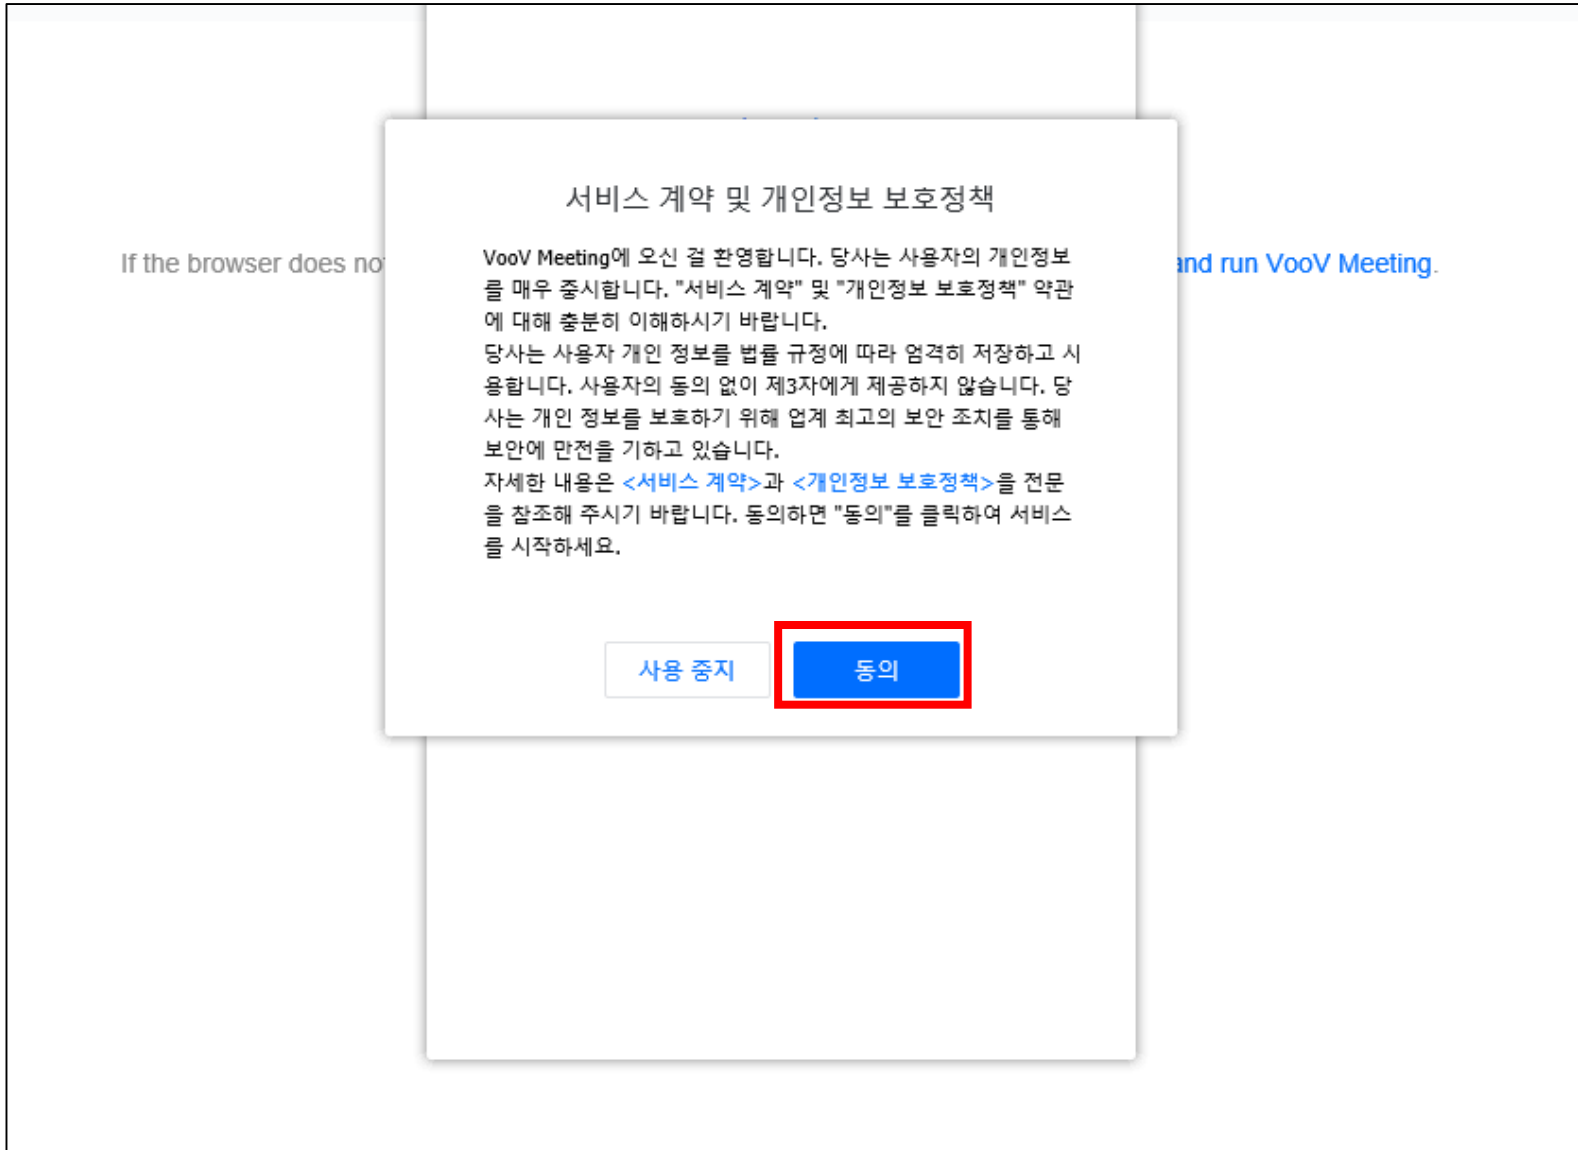 서비스 계약 및 개인정보 보호정책
If the browser does no
VooV Meeting에 오신 걸 환영합니다. 당사는 사용자의 개인정보
and run VooV Meeting.
를 매우 중시합니다. "서비스 계약" 및 "개인정보 보호정책" 약관
에 대해 충분히 이해하시기 바랍니다.
당사는 사용자 개인 정보를 법률 규정에 따라 엄격히 저장하고 시
용합니다. 사용자의 동의 없이 제3자에게 제공하지 않습니다. 당
사는 개인 정보를 보호하기 위해 업계 최고의 보안 조치를 통해
보안에 만전을 기하고 있습니다.
자세한 내용은 <서비스 계약>과 <개인정보 보호정책>을 전문
을 참조해 주시기 바랍니다. 동의하면 "동의"를 클릭하여 서비스
를 시작하세요.
사용 중지
동의